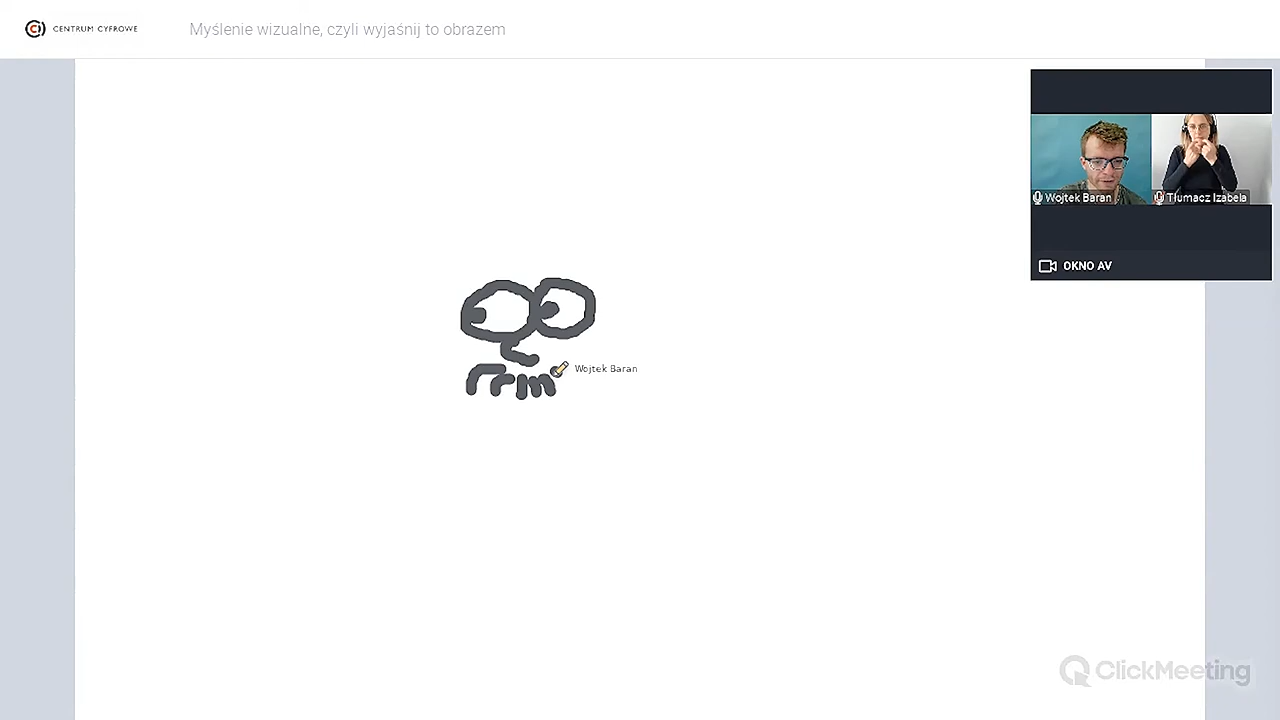 CENTRUM CYFROWE
Myślenie wizualne, czyli wyjaśnij to obrazem
Wojtek Baran
Tłumacz Izabela
OKNO AV
Wojtek Baran
ClickMeeting